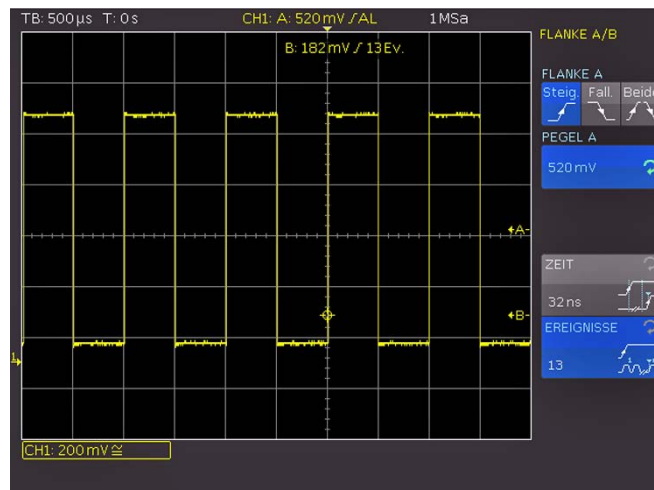 TB: 500µs T: 0s CH1: A: 520mV / AL 1MSa
B: 182mV / 13Ev.
FLANKE A/B
FLANKE A
Steig. Fall. Beide
PEGEL A
520mV
A
ZEIT
32ns
B
EREIGNISSE
13
1
CH1: 200mV≅